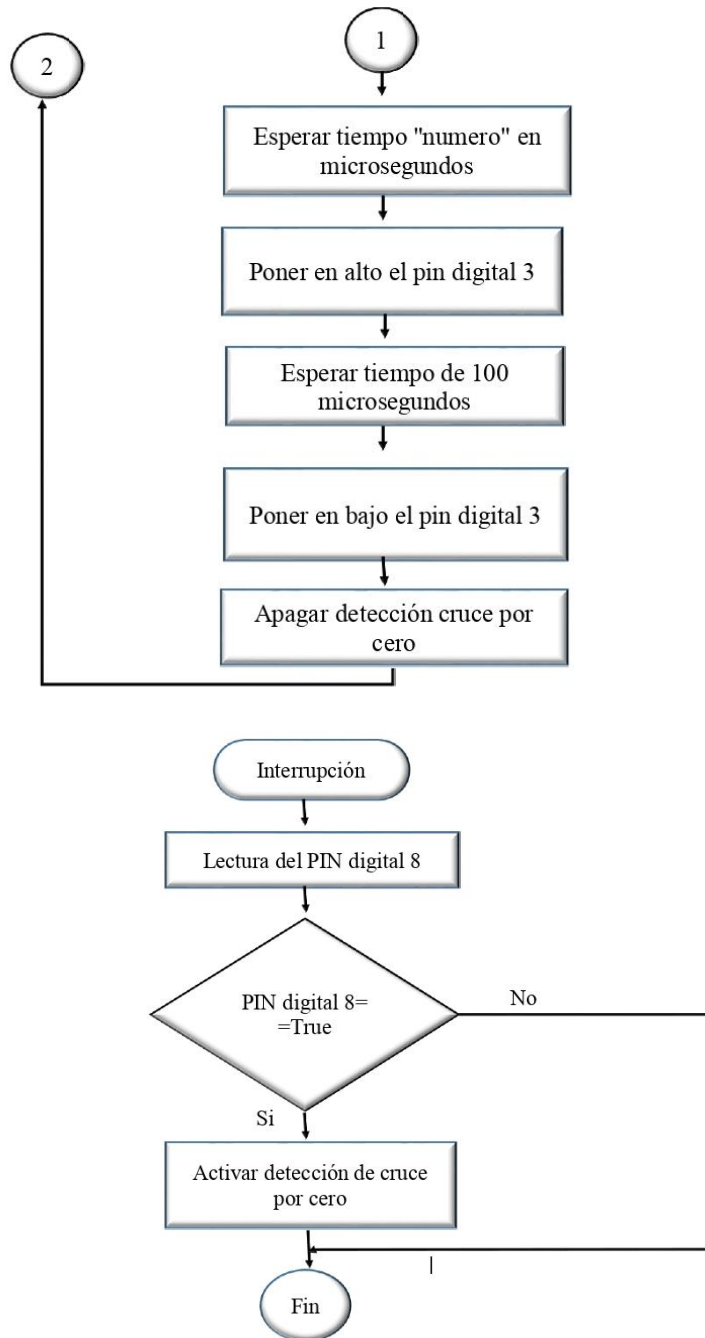 1
2
Esperar tiempo "numero" en
microsegundos
Poner en alto el pin digital 3
Esperar tiempo de 100
microsegundos
Poner en bajo el pin digital 3
Apagar detección cruce por
cero
Interrupción
Lectura del PIN digital 8
PIN digital 8=
=True
No
Si
Activar detección de cruce
por cero
Fin